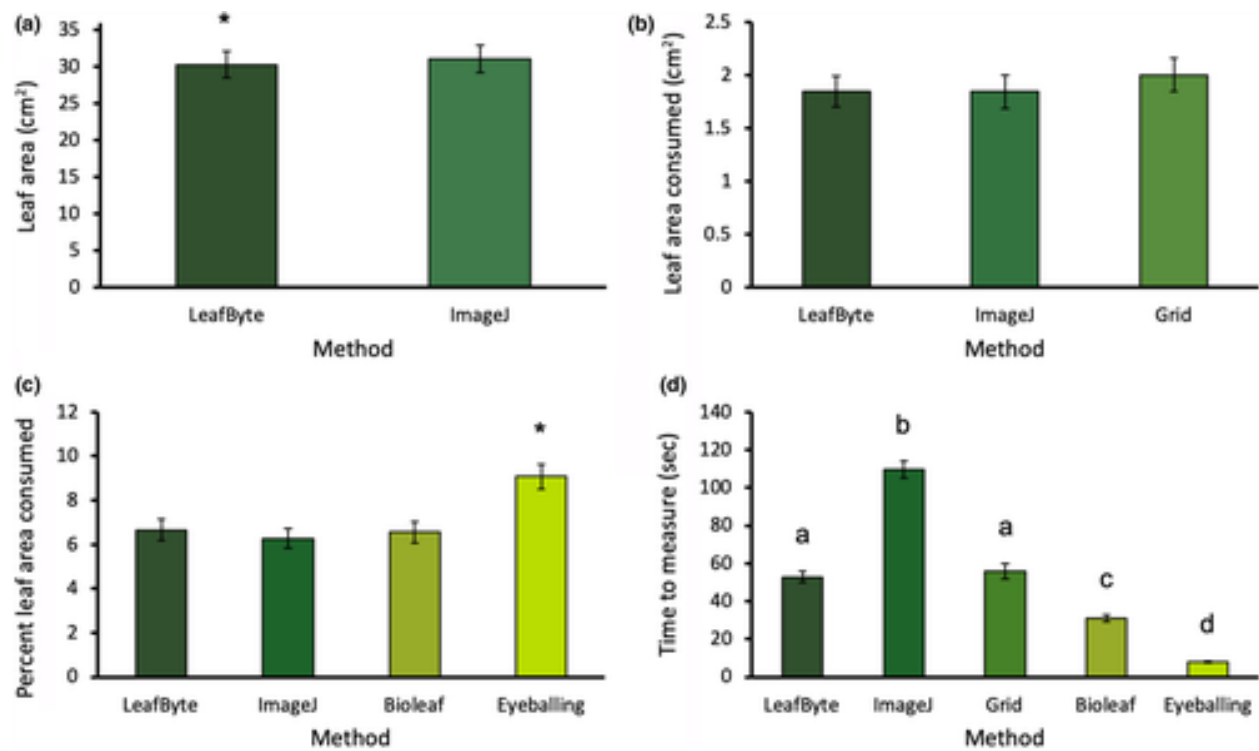 (a)
*
Leaf area (cm²)
35
30
25
20
15
10
5
0
LeafByte ImageJ
Method
(b)
Leaf area consumed (cm²)
2.5
2
1.5
1
0.5
0
LeafByte ImageJ Grid
Method
(c)
*
Percent leaf area consumed
12
10
8
6
4
2
0
LeafByte ImageJ Bioleaf Eyeballing
Method
(d)
Time to measure (sec)
140
120
100
80
60
40
20
0
a b a c d
LeafByte ImageJ Grid Bioleaf Eyeballing
Method